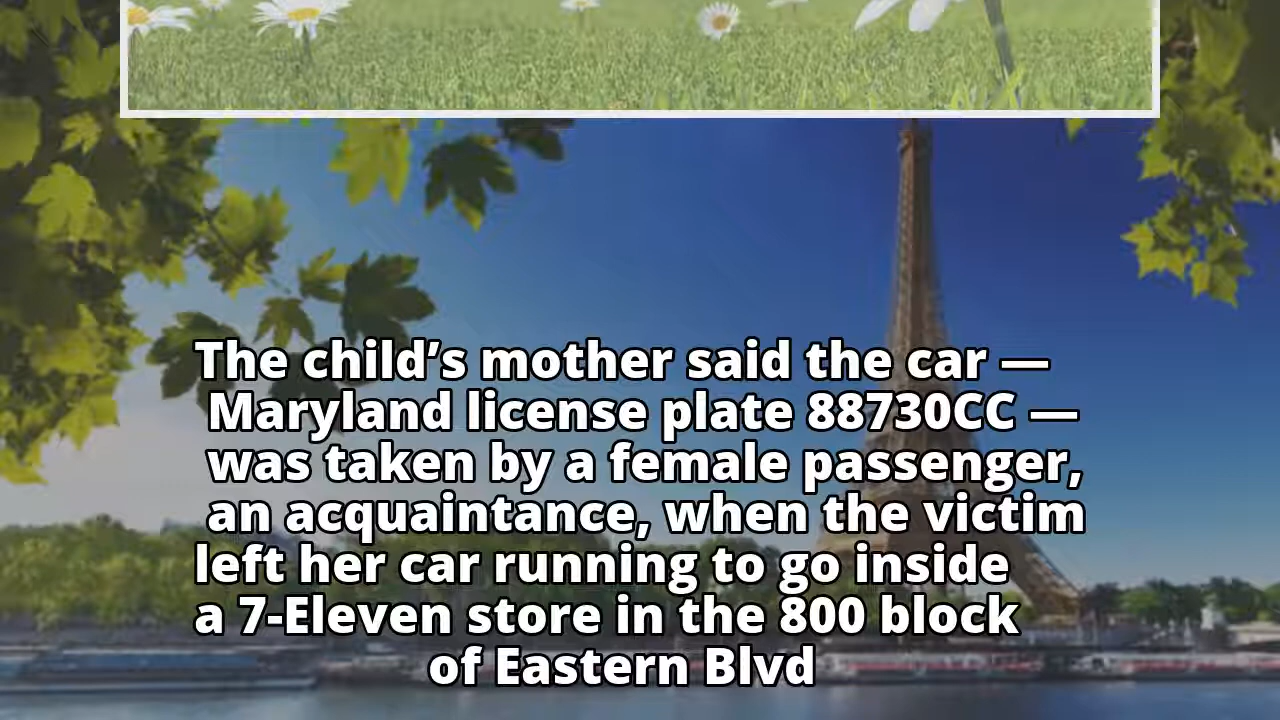 The child’s mother said the car —
Maryland license plate 88730CC —
was taken by a female passenger,
an acquaintance, when the victim
left her car running to go inside
a 7-Eleven store in the 800 block
of Eastern Blvd